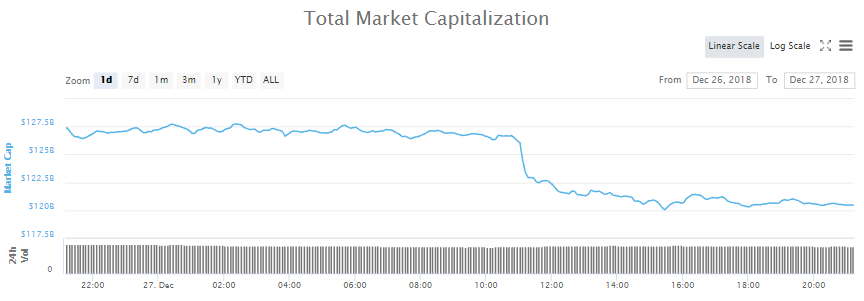 Total Market Capitalization
Linear Scale Log Scale
Zoom 1d 7d 1m 3m 1y YTD ALL From Dec 26, 2018 To Dec 27, 2018
Market Cap
$127.5B
$125B
$122.5B
$120B
$117.5B
24h Vol
0
22:00 27. Dec 02:00 04:00 06:00 08:00 10:00 12:00 14:00 16:00 18:00 20:00